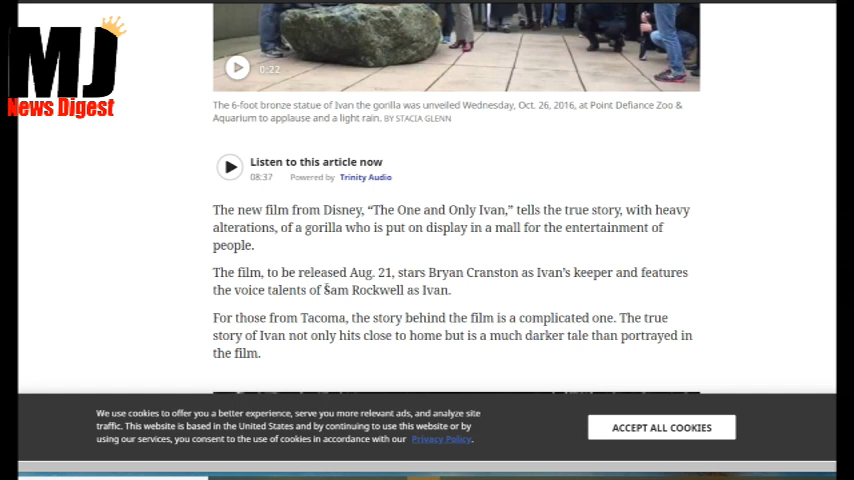 MJ
News Digest
0:22
The 6-foot bronze statue of Ivan the gorilla was unveiled Wednesday, Oct. 26, 2016, at Point Defiance Zoo &
Aquarium to applause and a light rain. BY STACIA GLENN
Listen to this article now
08:37 Powered by Trinity Audio
The new film from Disney, “The One and Only Ivan,” tells the true story, with heavy
alterations, of a gorilla who is put on display in a mall for the entertainment of
people.
The film, to be released Aug. 21, stars Bryan Cranston as Ivan’s keeper and features
the voice talents of Sam Rockwell as Ivan.
For those from Tacoma, the story behind the film is a complicated one. The true
story of Ivan not only hits close to home but is a much darker tale than portrayed in
the film.
We use cookies to offer you a better experience, serve you more relevant ads, and analyze site
traffic. This website is based in the United States and by continuing to use this website or by
using our services, you consent to the use of cookies in accordance with our Privacy Policy.
ACCEPT ALL COOKIES